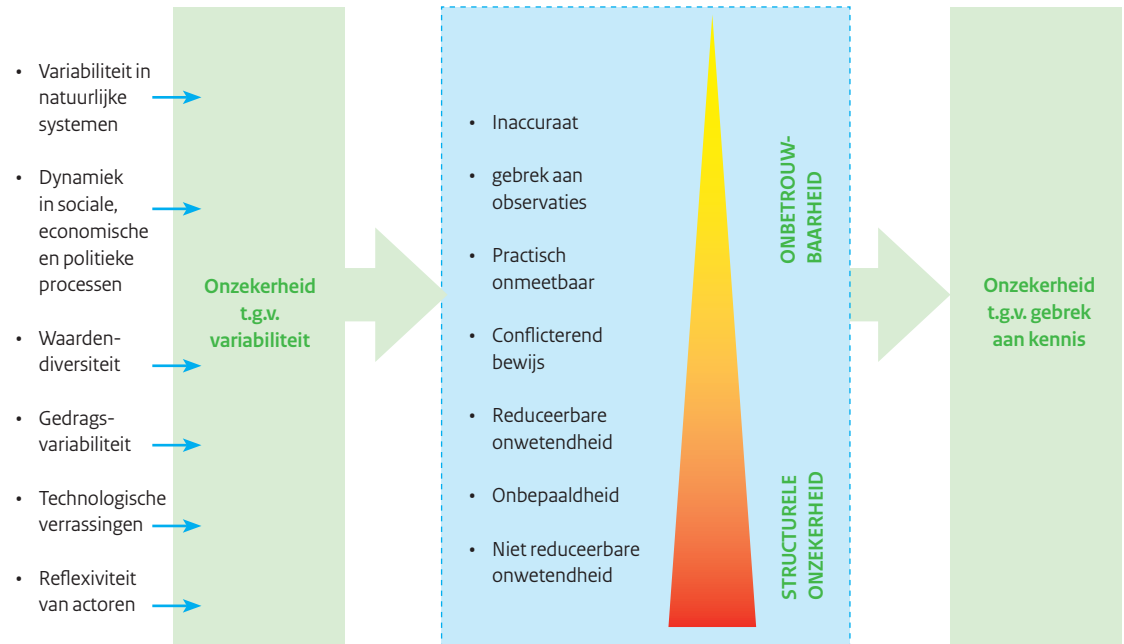 • Variabiliteit in
natuurlijke
systemen
• Dynamiek
in sociale,
economische
en politieke
processen
• Waarden-
diversiteit
• Gedrags-
variabiliteit
• Technologische
verrassingen
• Reflexiviteit
van actoren
Onzekerheid
t.g.v.
variabiliteit
• Inaccuraat
• gebrek aan
observaties
• Practisch
onmeetbaar
• Conflicterend
bewijs
• Reduceerbare
onwetendheid
• Onbepaaldheid
• Niet reduceerbare
onwetendheid
ONBETROUW-
BAARHEID
STRUCTURELE
ONZEKERHEID
Onzekerheid
t.g.v. gebrek
aan kennis